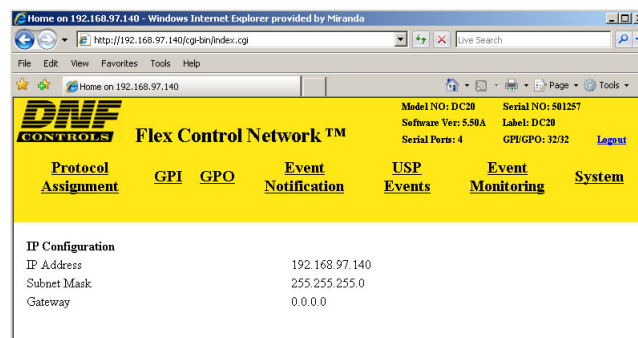 Home on 192.168.97.140 - Windows Internet Explorer provided by Miranda
http://192.168.97.140/cgi-bin/index.cgi
Live Search
File Edit View Favorites Tools Help
Home on 192.168.97.140
Page Tools
DNF
CONTROLS
Flex Control Network ™
Model NO: DC20 Serial NO: 501257
Software Ver: 5.50A Label: DC20
Serial Ports: 4 GPI/GPO: 32/32 Logout
Protocol Assignment
GPI
GPO
Event Notification
USP Events
Event Monitoring
System
IP Configuration
IP Address 192.168.97.140
Subnet Mask 255.255.255.0
Gateway 0.0.0.0